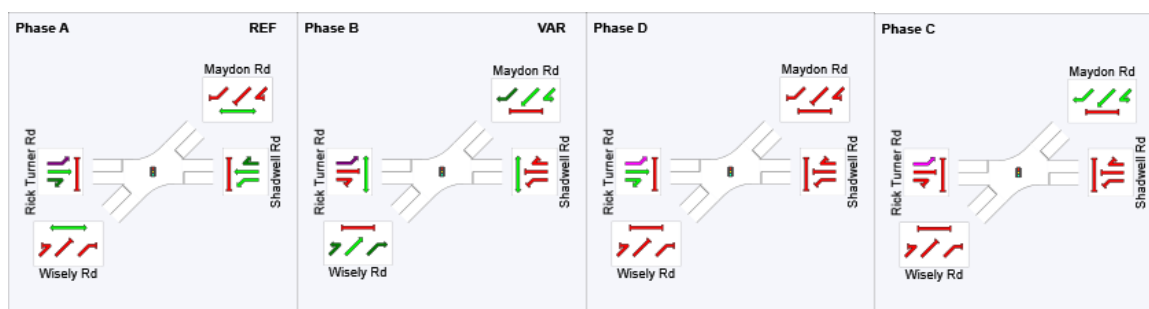 Phase A REF
Maydon Rd
Rick Turner Rd
Shadwell Rd
Wisely Rd
Phase B VAR
Maydon Rd
Rick Turner Rd
Shadwell Rd
Wisely Rd
Phase D
Maydon Rd
Rick Turner Rd
Shadwell Rd
Wisely Rd
Phase C
Maydon Rd
Rick Turner Rd
Shadwell Rd
Wisely Rd